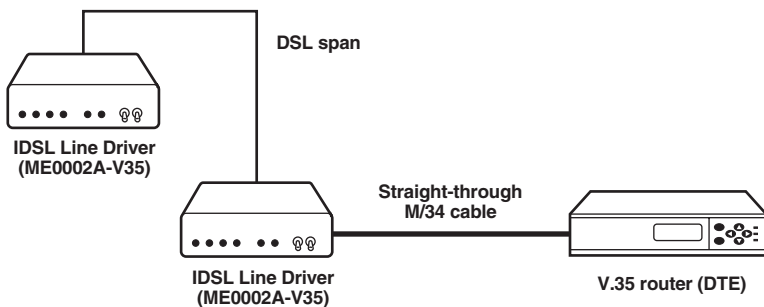 DSL span
IDSL Line Driver
(ME0002A-V35)
Straight-through
M/34 cable
IDSL Line Driver
(ME0002A-V35)
V.35 router (DTE)